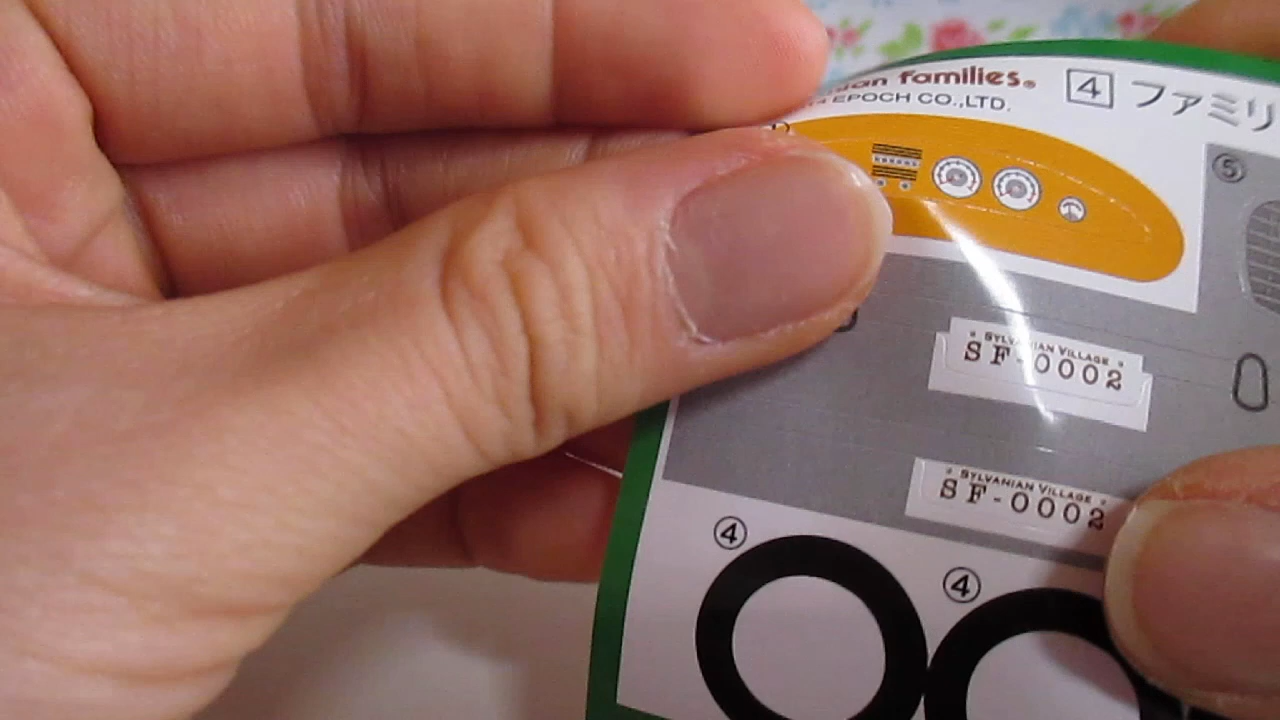 families®
EPOCH CO.,LTD.
4 ファミリ
⑤
SYLVANIAN VILLAGE
SF-0002
SYLVANIAN VILLAGE
SF-0002
④
④